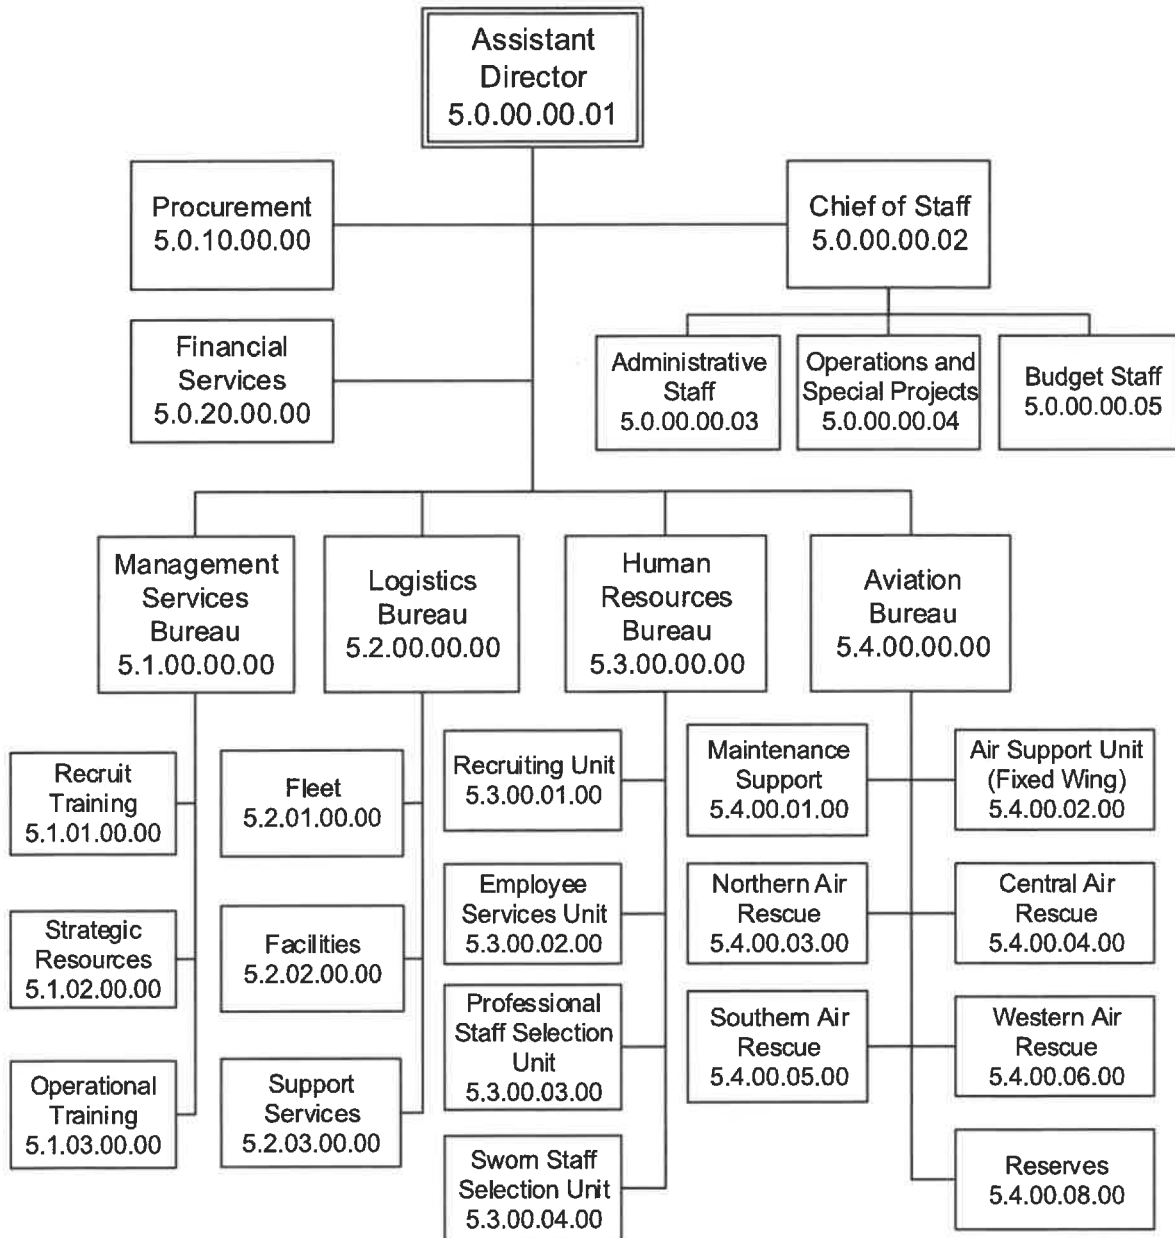 Assistant
Director
5.0.00.00.01
Procurement
5.0.10.00.00
Chief of Staff
5.0.00.00.02
Financial
Services
5.0.20.00.00
Administrative
Staff
5.0.00.00.03
Operations and
Special Projects
5.0.00.00.04
Budget Staff
5.0.00.00.05
Management
Services
Bureau
5.1.00.00.00
Logistics
Bureau
5.2.00.00.00
Human
Resources
Bureau
5.3.00.00.00
Aviation
Bureau
5.4.00.00.00
Recruit
Training
5.1.01.00.00
Strategic
Resources
5.1.02.00.00
Operational
Training
5.1.03.00.00
Fleet
5.2.01.00.00
Facilities
5.2.02.00.00
Support
Services
5.2.03.00.00
Recruiting Unit
5.3.00.01.00
Employee
Services Unit
5.3.00.02.00
Professional
Staff Selection
Unit
5.3.00.03.00
Sworn Staff
Selection Unit
5.3.00.04.00
Maintenance
Support
5.4.00.01.00
Air Support Unit
(Fixed Wing)
5.4.00.02.00
Northern Air
Rescue
5.4.00.03.00
Central Air
Rescue
5.4.00.04.00
Southern Air
Rescue
5.4.00.05.00
Western Air
Rescue
5.4.00.06.00
Reserves
5.4.00.08.00